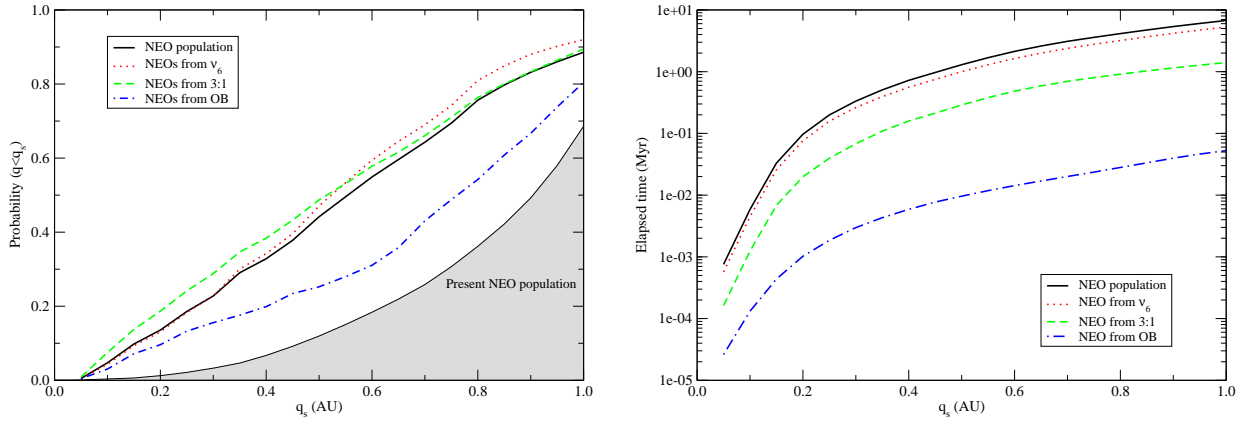 1.0
0.8
0.6
0.4
0.2
0.0
Probability (q<q_s)
NEO population
NEOs from ν_6
NEOs from 3:1
NEOs from OB
Present NEO population
0.0 0.2 0.4 0.6 0.8 1.0
q_s (AU)
1e+01
1e+00
1e-01
1e-02
1e-03
1e-04
1e-05
Elapsed time (Myr)
NEO population
NEO from ν_6
NEO from 3:1
NEO from OB
0.0 0.2 0.4 0.6 0.8 1.0
q_s (AU)